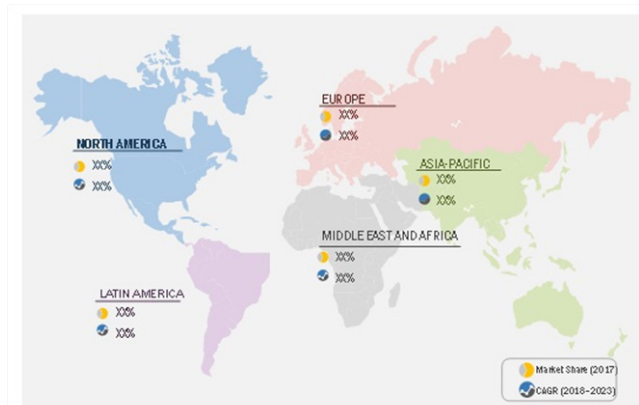 EUROPE
XX%
XX%
NORTH AMERICA
XX%
XX%
ASIA-PACIFIC
XX%
XX%
MIDDLE EAST AND AFRICA
XX%
XX%
LATIN AMERICA
XX%
XX%
Market Share (2017)
CAGR (2018-2023)